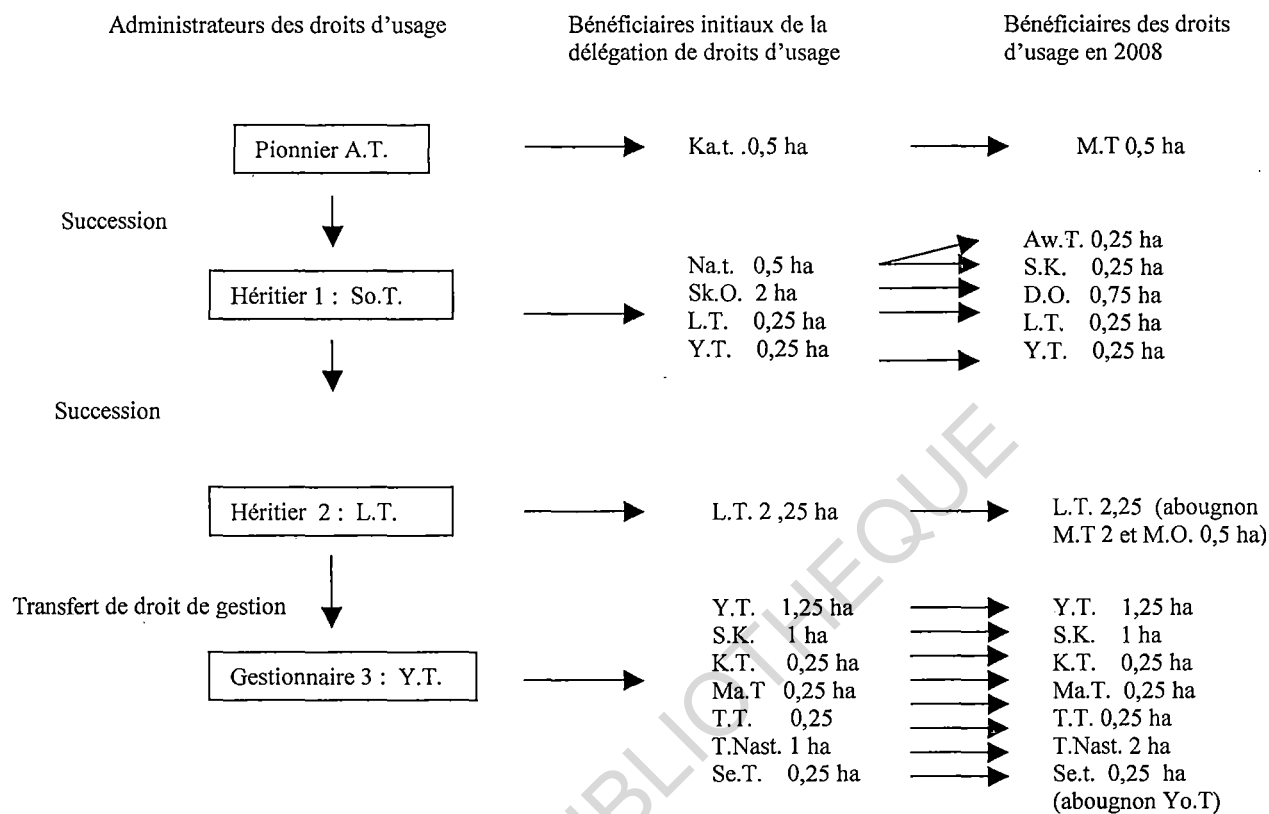 Administrateurs des droits d'usage
Bénéficiaires initiaux de la
délégation de droits d'usage
Bénéficiaires des droits
d'usage en 2008
Pionnier A.T.
Ka.t. .0,5 ha
M.T 0,5 ha
Succession
Héritier 1 : So.T.
Na.t. 0,5 ha
Sk.O. 2 ha
L.T. 0,25 ha
Y.T. 0,25 ha
Aw.T. 0,25 ha
S.K. 0,25 ha
D.O. 0,75 ha
L.T. 0,25 ha
Y.T. 0,25 ha
Succession
Héritier 2 : L.T.
L.T. 2 ,25 ha
L.T. 2,25 (abougnon
M.T 2 et M.O. 0,5 ha)
Transfert de droit de gestion
Gestionnaire 3 : Y.T.
Y.T. 1,25 ha
S.K. 1 ha
K.T. 0,25 ha
Ma.T 0,25 ha
T.T. 0,25
T.Nast. 1 ha
Se.T. 0,25 ha
Y.T. 1,25 ha
S.K. 1 ha
K.T. 0,25 ha
Ma.T. 0,25 ha
T.T. 0,25 ha
T.Nast. 2 ha
Se.t. 0,25 ha
(abougnon Yo.T)
BIBLIOTHEQUE